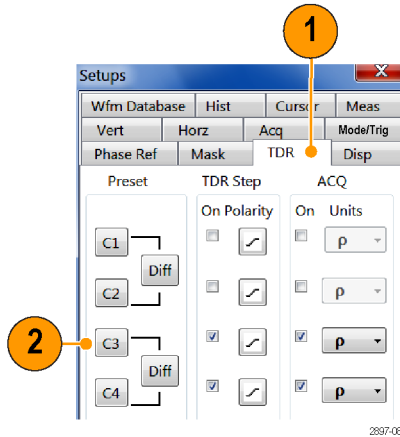 1
Setups
X
Wfm Database Hist Cursor Meas
Vert Horz Acq Mode/Trig
Phase Ref Mask TDR Disp
Preset TDR Step ACQ
On Polarity On Units
C1 ρ
Diff
C2 ρ
2 C3 ρ
Diff
C4 ρ